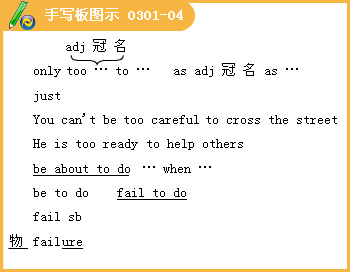 手写板图示 0301-04
adj 冠 名
only too … to … as adj 冠 名 as …
just
You can't be too careful to cross the street
He is too ready to help others
be about to do … when …
be to do fail to do
fail sb
物 failure